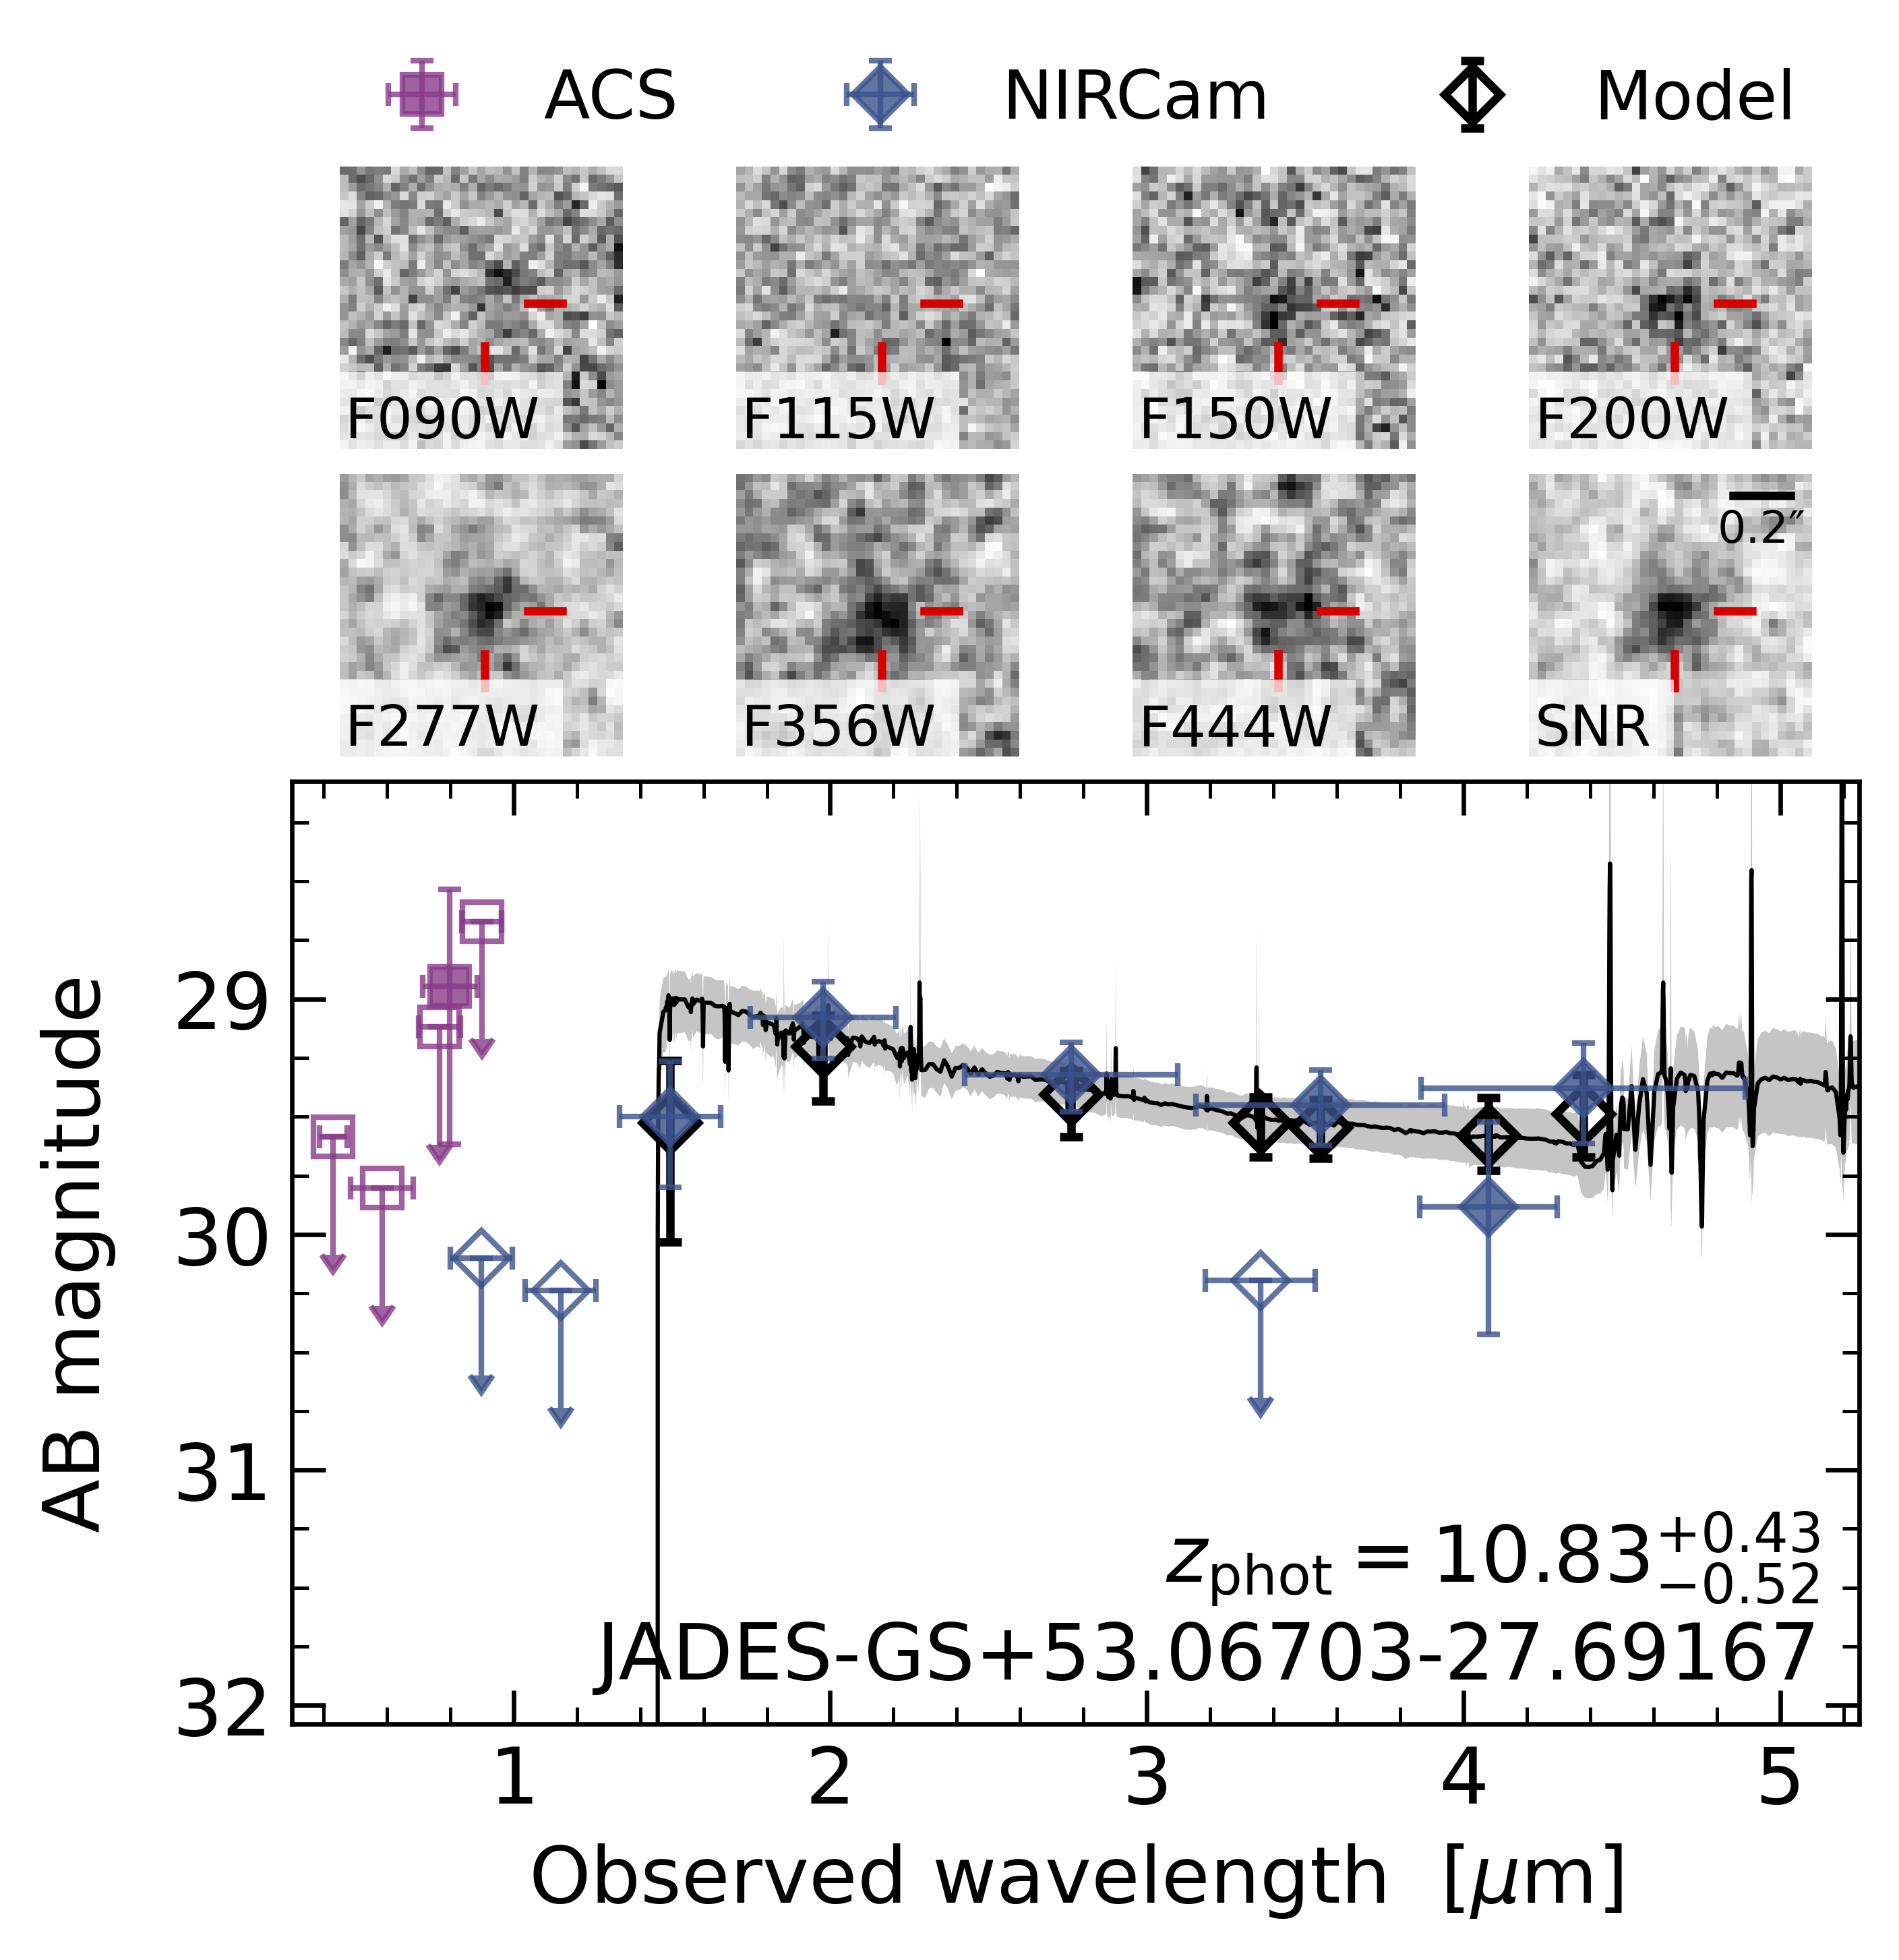 ACS NIRCam Model
F090W F115W F150W F200W
0.2″
F277W F356W F444W SNR
AB magnitude
29
30
31
32
z_phot = 10.83 +0.43 −0.52
JADES-GS+53.06703-27.69167
1 2 3 4 5
Observed wavelength [μm]